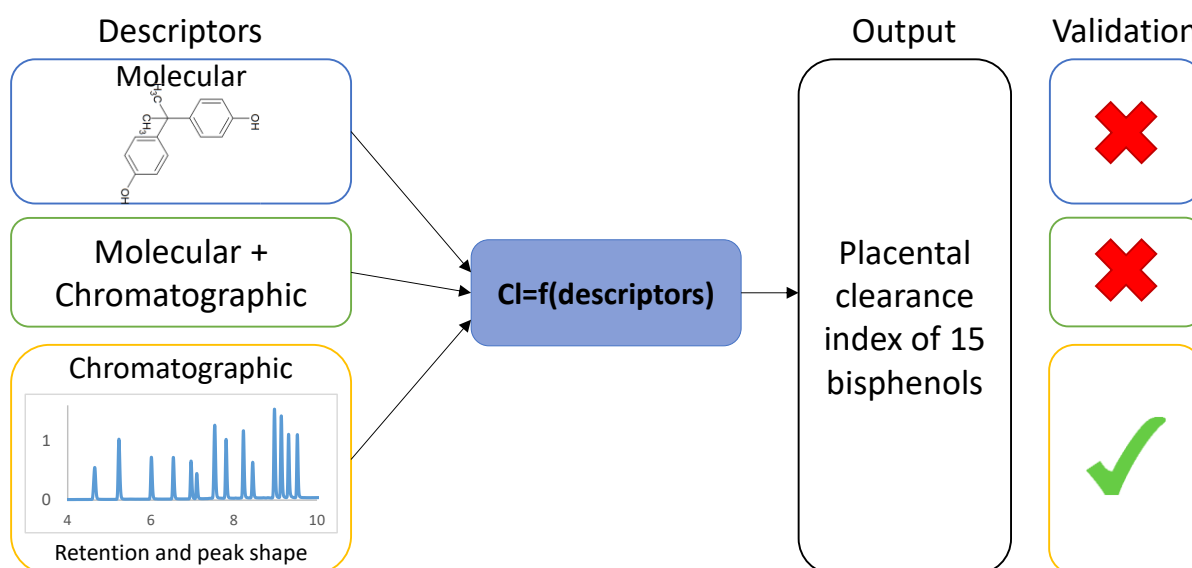 Descriptors
Output
Validation
Molecular
H₃C
CH₃
OH
OH
Molecular +
Chromatographic
Cl=f(descriptors)
Placental
clearance
index of 15
bisphenols
Chromatographic
1
0
4 6 8 10
Retention and peak shape